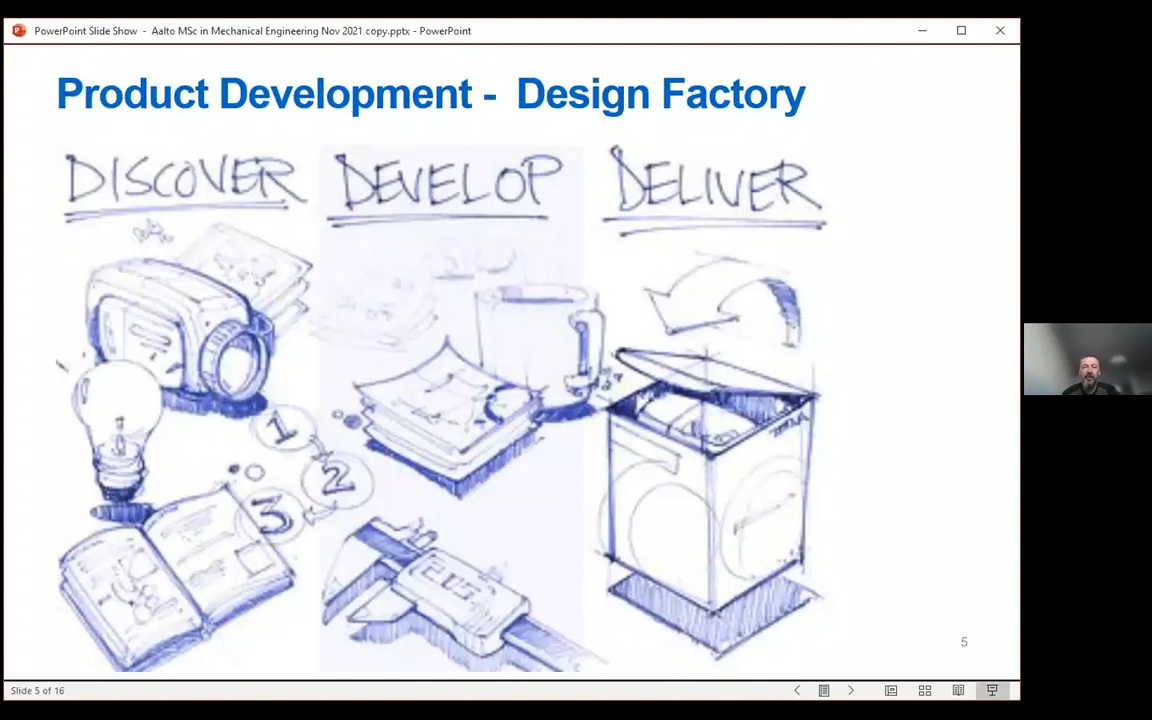 PowerPoint Slide Show - Aalto MSc in Mechanical Engineering Nov 2021 copy.pptx - PowerPoint
Product Development - Design Factory
DISCOVER DEVELOP DELIVER
1
2
3
5
Slide 5 of 16